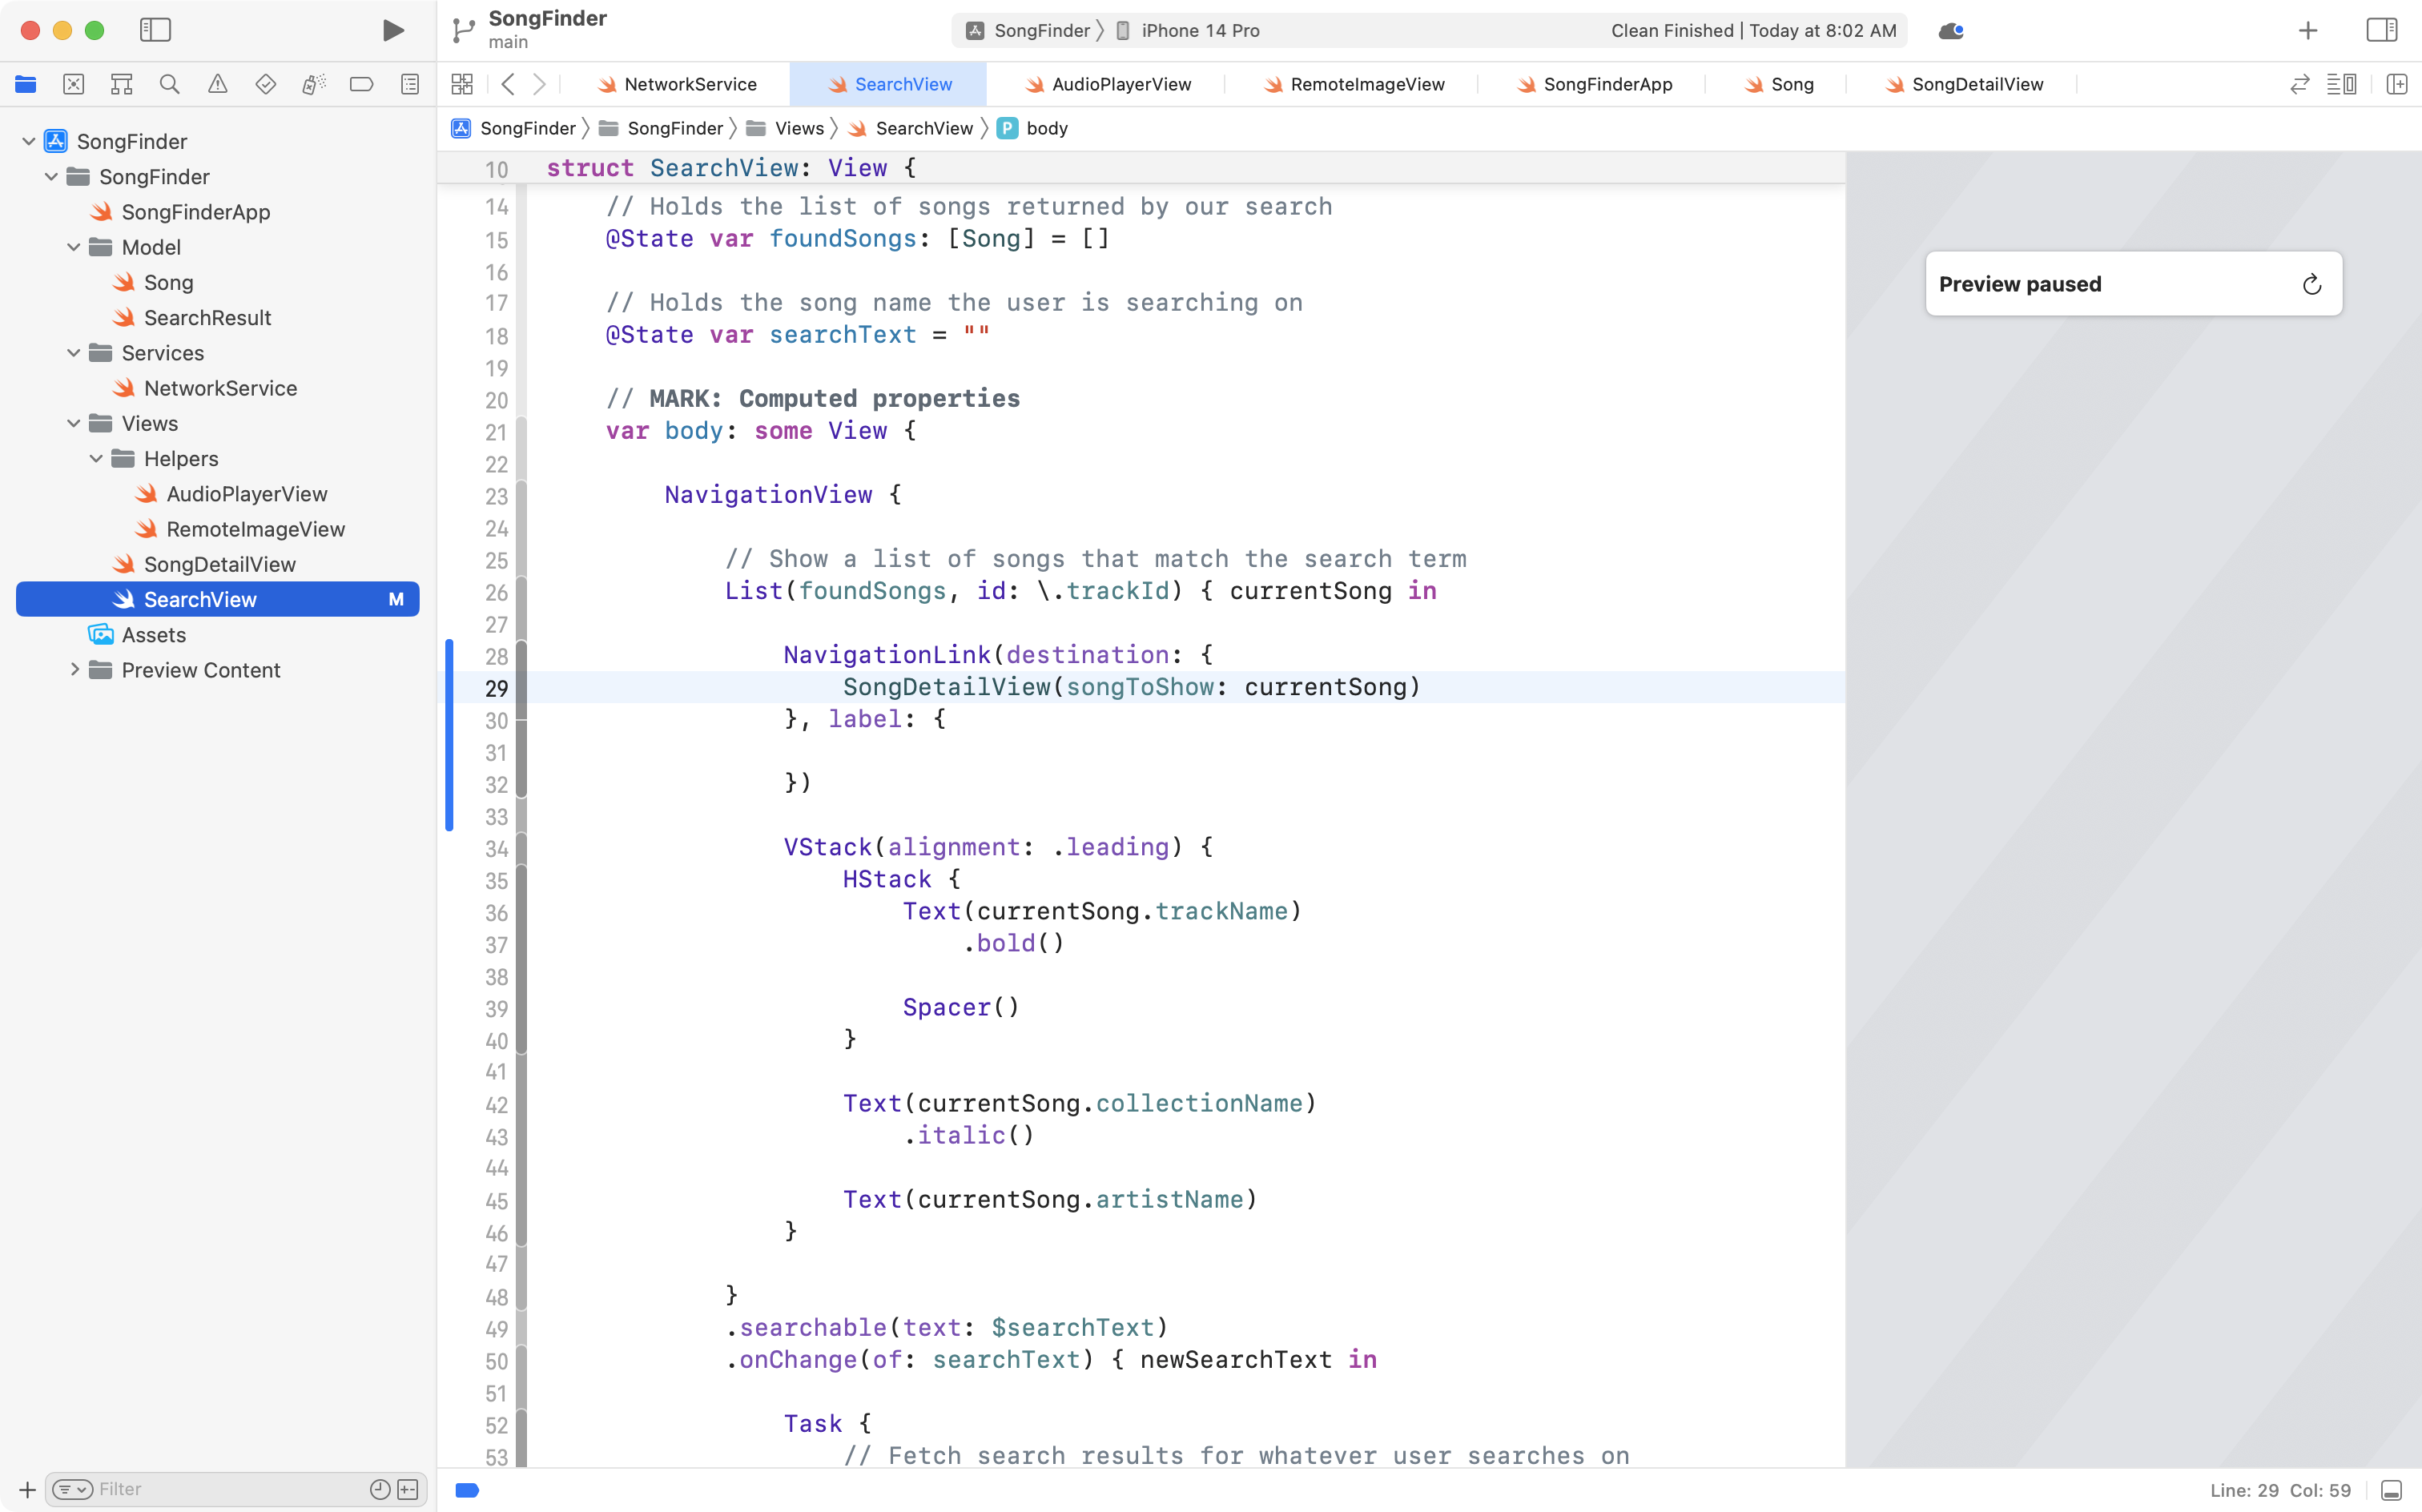 SongFinder
main
SongFinder
iPhone 14 Pro
Clean Finished | Today at 8:02 AM
NetworkService
SearchView
AudioPlayerView
RemoteImageView
SongFinderApp
Song
SongDetailView
SongFinder
SongFinder
Views
SearchView
P
body
SongFinder
SongFinder
SongFinderApp
Model
Song
SearchResult
Services
NetworkService
Views
Helpers
AudioPlayerView
RemoteImageView
SongDetailView
SearchView M
Assets
Preview Content
Filter
10 struct SearchView: View {
14 // Holds the list of songs returned by our search
15 @State var foundSongs: [Song] = []
16
17 // Holds the song name the user is searching on
18 @State var searchText = ""
19
20 // MARK: Computed properties
21 var body: some View {
22
23 NavigationView {
24
25 // Show a list of songs that match the search term
26 List(foundSongs, id: \.trackId) { currentSong in
27
28 NavigationLink(destination: {
29 SongDetailView(songToShow: currentSong)
30 }, label: {
31
32 })
33
34 VStack(alignment: .leading) {
35 HStack {
36 Text(currentSong.trackName)
37 .bold()
38
39 Spacer()
40 }
41
42 Text(currentSong.collectionName)
43 .italic()
44
45 Text(currentSong.artistName)
46 }
47
48 }
49 .searchable(text: $searchText)
50 .onChange(of: searchText) { newSearchText in
51
52 Task {
53 // Fetch search results for whatever user searches on
Preview paused
Line: 29 Col: 59